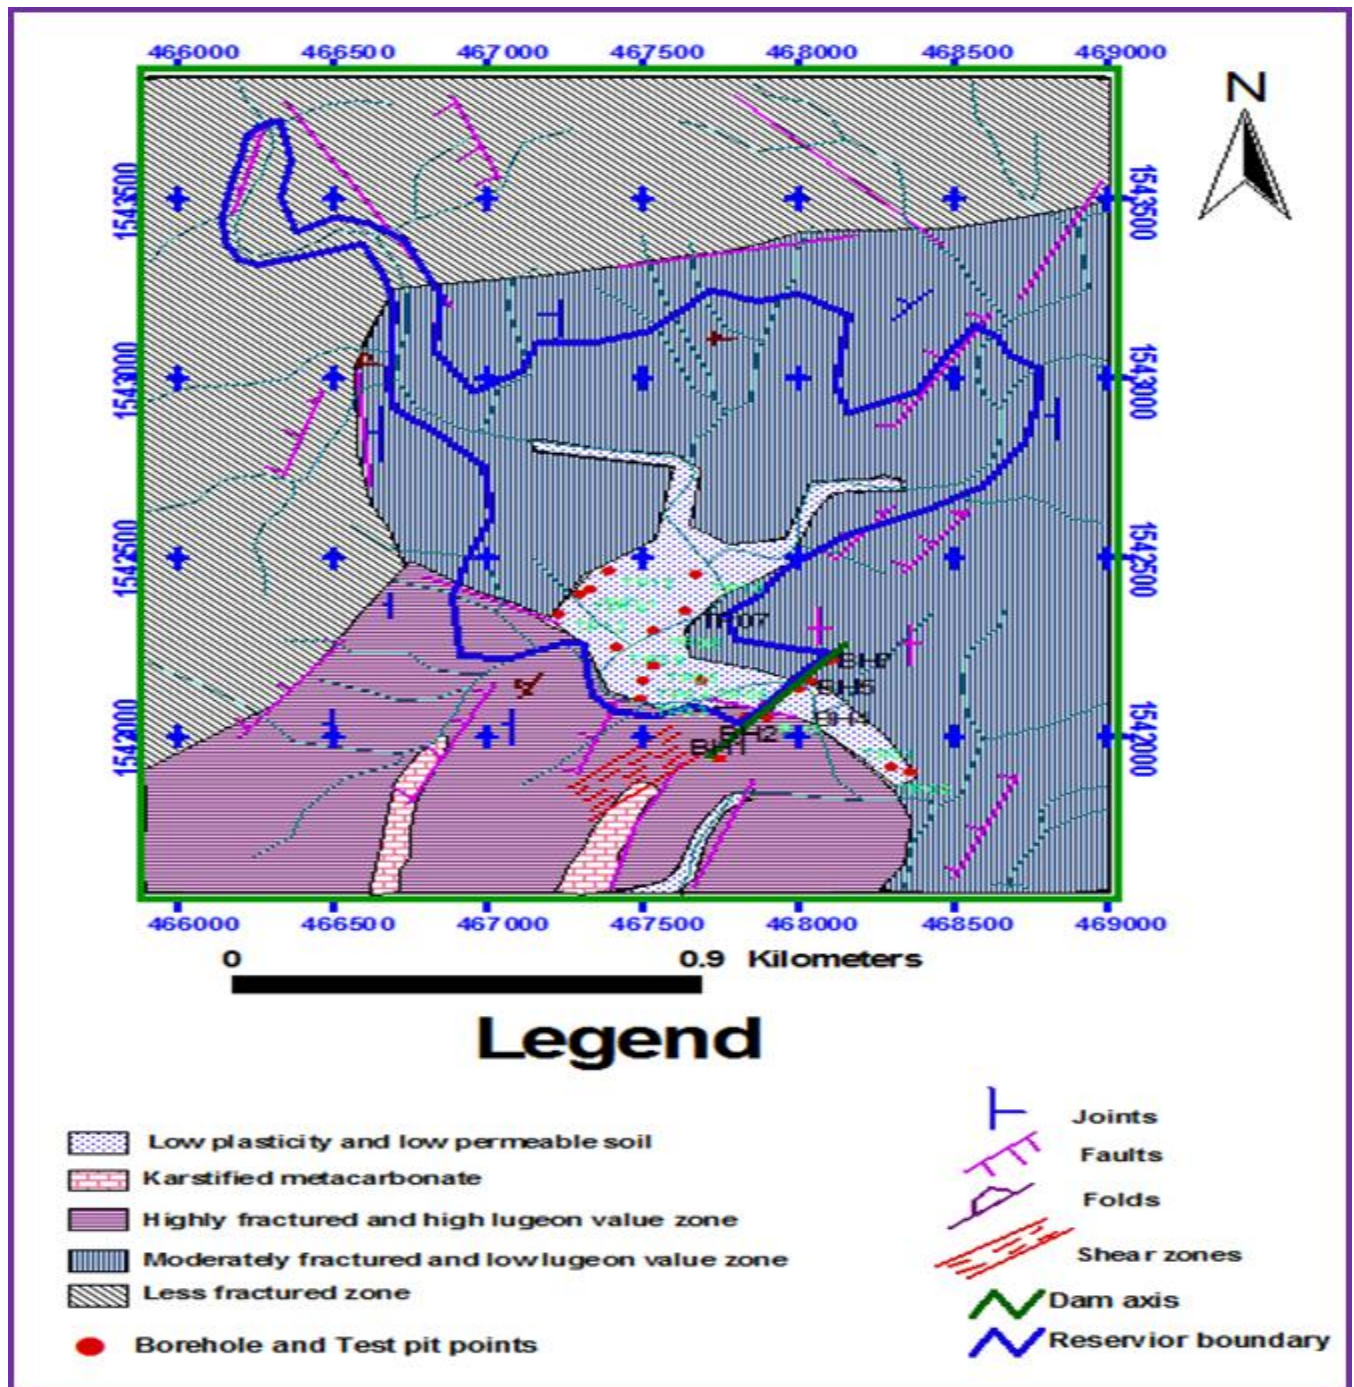 466000 466500 467000 467500 468000 468500 469000
N
1543500 1543500
1543000 1543000
1542500 1542500
TP07
BH5
BH2
BH1
1542000 1542000
466000 466500 467000 467500 468000 468500 469000
0 0.9 Kilometers
Legend
Low plasticity and low permeable soil
Karstified metacarbonate
Highly fractured and high lugeon value zone
Moderately fractured and low lugeon value zone
Less fractured zone
Borehole and Test pit points
Joints
Faults
Folds
Shear zones
Dam axis
Reservior boundary